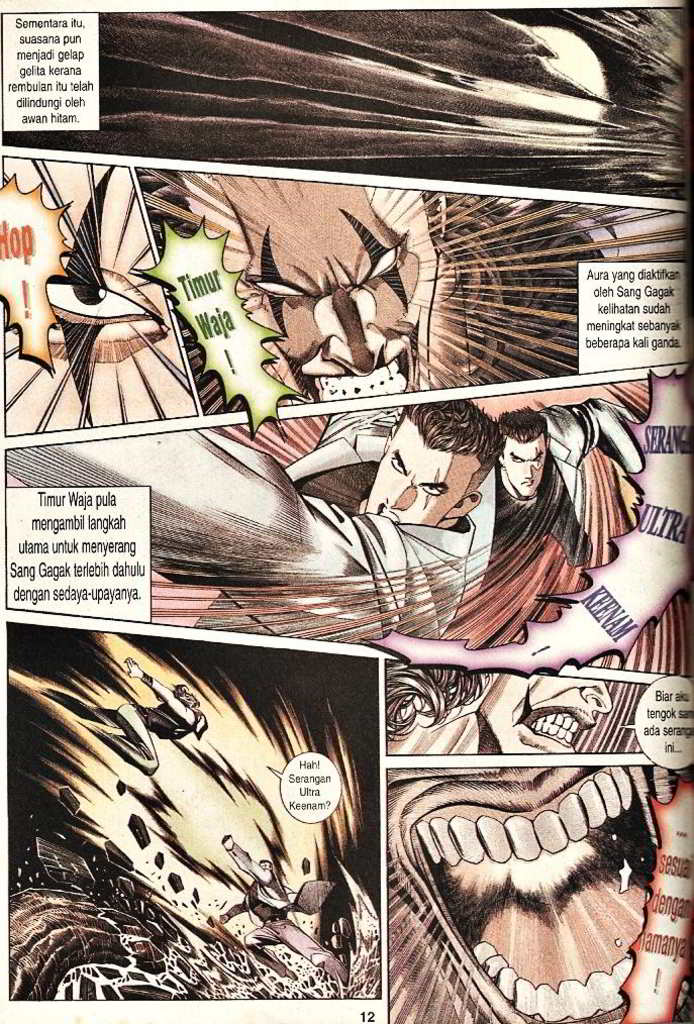 Sementara itu,
suasana pun
menjadi gelap
gelita kerana
rembulan itu telah
dilindungi oleh
awan hitam.
Hop
!
Timur
Waja
!
Aura yang diaktifkan
oleh Sang Gagak
kelihatan sudah
meningkat sebanyak
beberapa kali ganda.
SERANGAN
ULTRA
KEENAM
!
Timur Waja pula
mengambil langkah
utama untuk menyerang
Sang Gagak terlebih dahulu
dengan sedaya-upayanya.
Hah!
Serangan
Ultra
Keenam?
Biar aku
tengok
ada
ini...
dengan
namanya
!
12